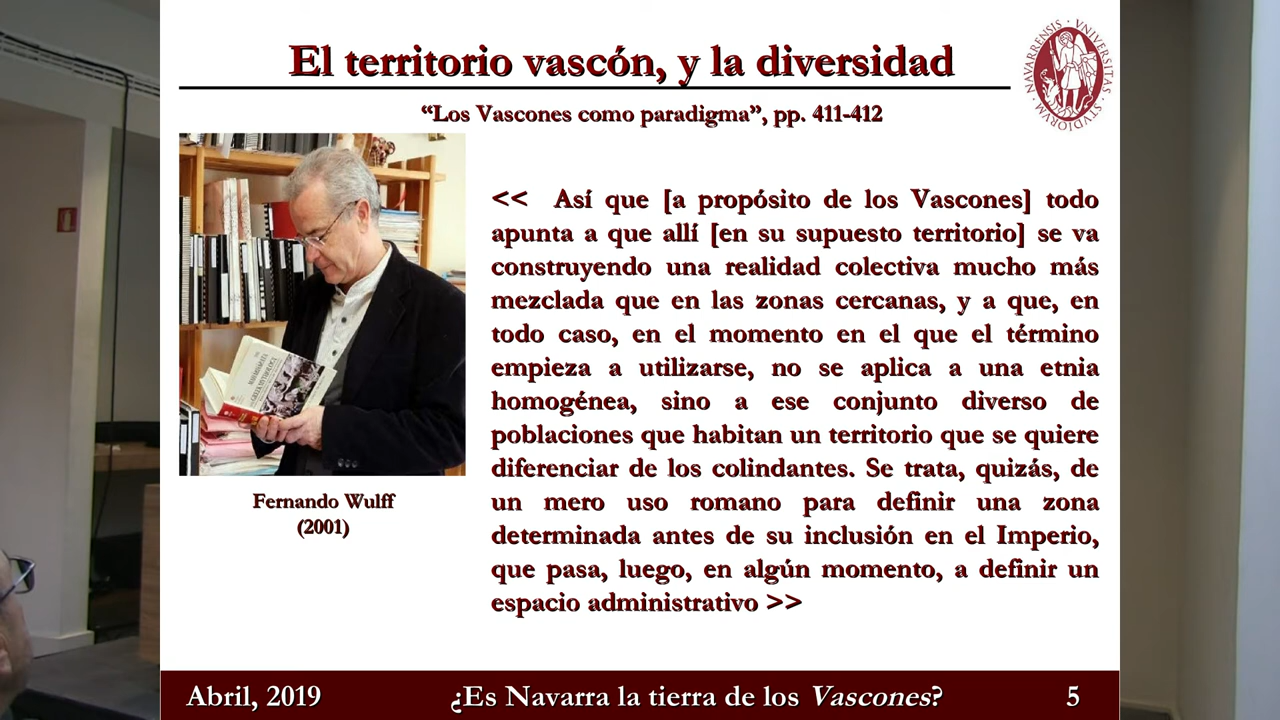 El territorio vascón, y la diversidad
“Los Vascones como paradigma”, pp. 411-412
NAVARRENSIS · VNIVERSITAS · STVDIORVM
<< Así que [a propósito de los Vascones] todo
apunta a que allí [en su supuesto territorio] se va
construyendo una realidad colectiva mucho más
mezclada que en las zonas cercanas, y a que, en
todo caso, en el momento en el que el término
empieza a utilizarse, no se aplica a una etnia
homogénea, sino a ese conjunto diverso de
poblaciones que habitan un territorio que se quiere
diferenciar de los colindantes. Se trata, quizás, de
un mero uso romano para definir una zona
determinada antes de su inclusión en el Imperio,
que pasa, luego, en algún momento, a definir un
espacio administrativo >>
Fernando Wulff
(2001)
Abril, 2019
¿Es Navarra la tierra de los Vascones?
5